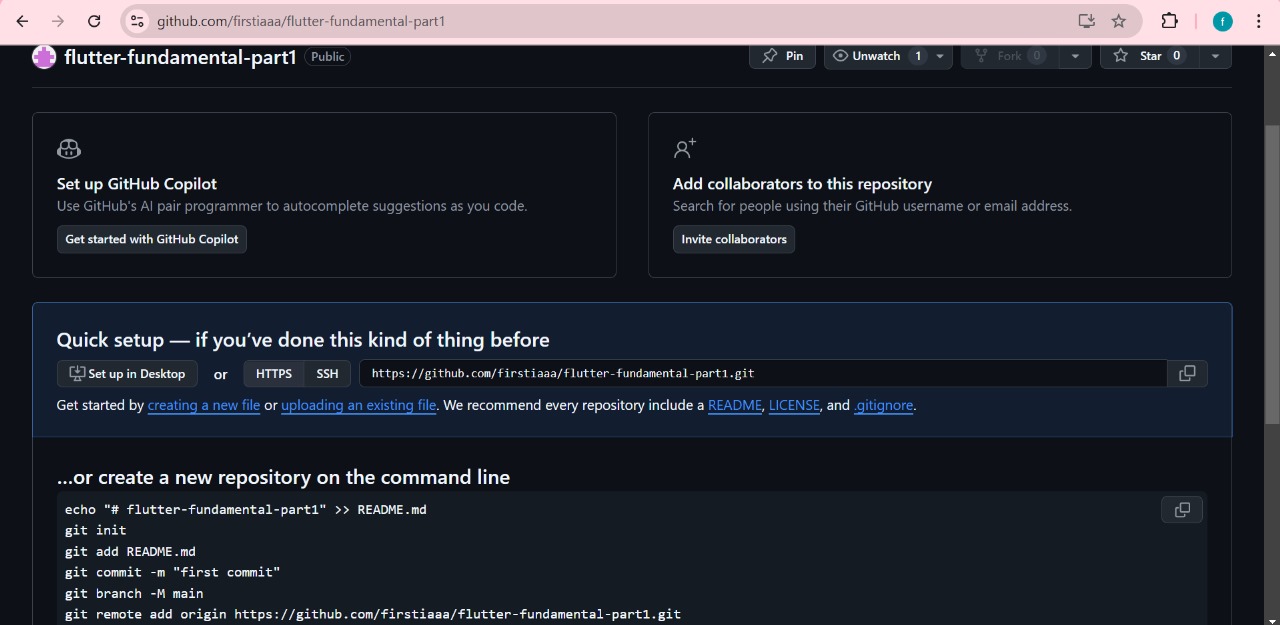 github.com/firstiaaa/flutter-fundamental-part1
f
flutter-fundamental-part1 Public
Pin Unwatch 1 Fork 0 Star 0
Set up GitHub Copilot
Use GitHub's AI pair programmer to autocomplete suggestions as you code.
Get started with GitHub Copilot
Add collaborators to this repository
Search for people using their GitHub username or email address.
Invite collaborators
Quick setup — if you've done this kind of thing before
Set up in Desktop or HTTPS SSH https://github.com/firstiaaa/flutter-fundamental-part1.git
Get started by creating a new file or uploading an existing file. We recommend every repository include a README, LICENSE, and .gitignore.
...or create a new repository on the command line
echo "# flutter-fundamental-part1" >> README.md
git init
git add README.md
git commit -m "first commit"
git branch -M main
git remote add origin https://github.com/firstiaaa/flutter-fundamental-part1.git